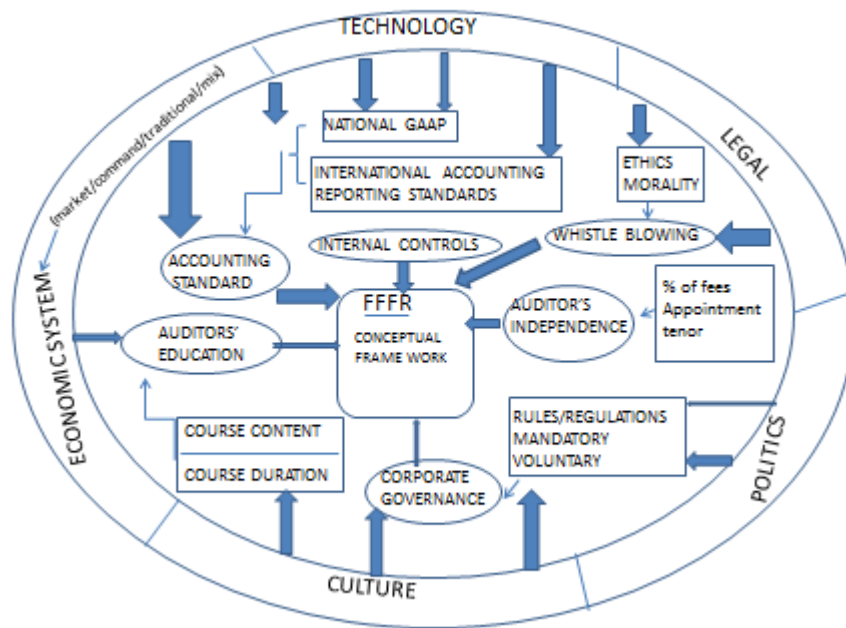 TECHNOLOGY
(market/command/traditional/mix)
LEGAL
NATIONAL GAAP
ETHICS
MORALITY
INTERNATIONAL ACCOUNTING
REPORTING STANDARDS
INTERNAL CONTROLS
WHISTLE BLOWING
ACCOUNTING
STANDARD
FFFR
CONCEPTUAL
FRAME WORK
AUDITOR'S
INDEPENDENCE
% of fees
Appointment
tenor
AUDITORS'
EDUCATION
ECONOMIC SYSTEM
COURSE CONTENT
COURSE DURATION
RULES/REGULATIONS
MANDATORY
VOLUNTARY
CORPORATE
GOVERNANCE
POLITICS
CULTURE